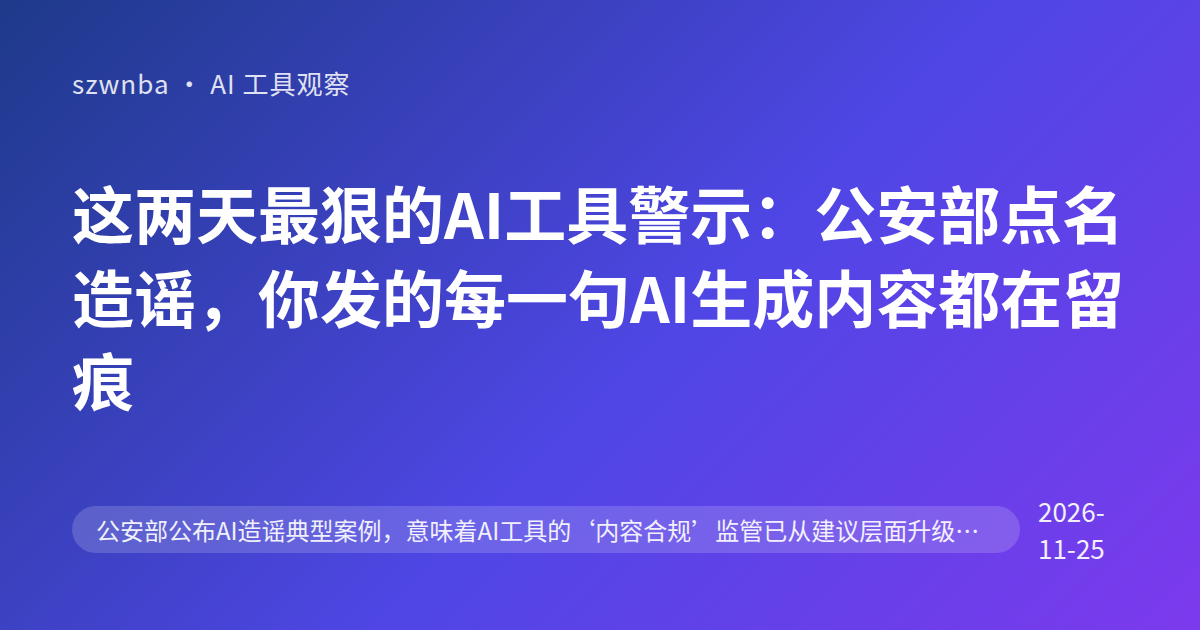 szwnba · AI 工具观察
这两天最狠的AI工具警示：公安部点名
造谣，你发的每一句AI生成内容都在留
痕
公安部公布AI造谣典型案例，意味着AI工具的‘内容合规’监管已从建议层面升级…
2026-
11-25